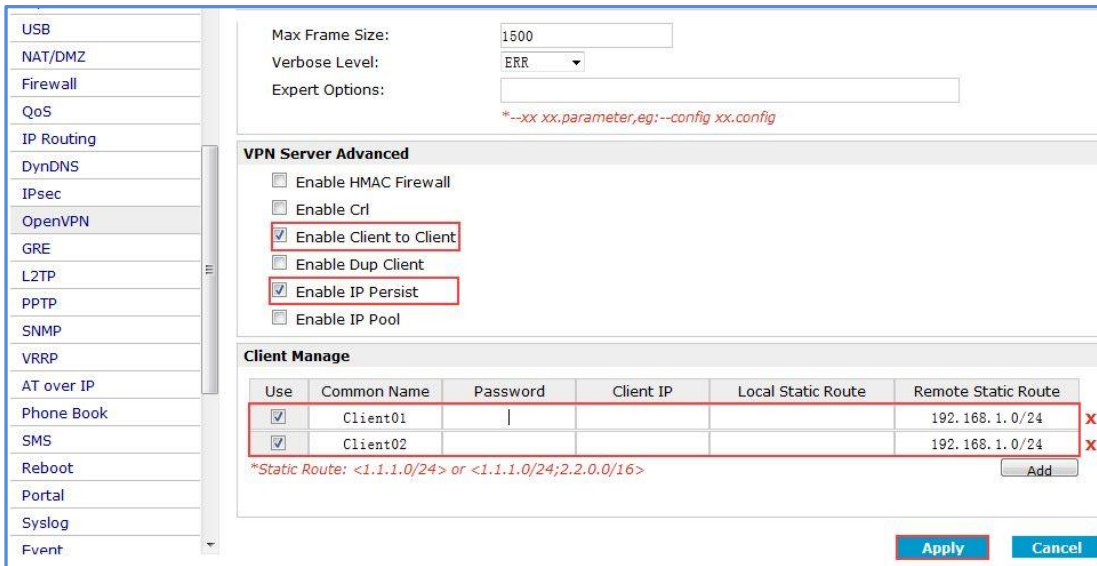 USB
NAT/DMZ
Firewall
QoS
IP Routing
DynDNS
IPsec
OpenVPN
GRE
L2TP
PPTP
SNMP
VRRP
AT over IP
Phone Book
SMS
Reboot
Portal
Syslog
Event
Max Frame Size: 1500
Verbose Level: ERR
Expert Options:
*--xx xx.parameter,eg:--config xx.config
VPN Server Advanced
Enable HMAC Firewall
Enable Crl
Enable Client to Client
Enable Dup Client
Enable IP Persist
Enable IP Pool
Client Manage
Use Common Name Password Client IP Local Static Route Remote Static Route
Client01 192.168.1.0/24 X
Client02 192.168.1.0/24 X
*Static Route: <1.1.1.0/24> or <1.1.1.0/24;2.2.0.0/16> Add
Apply Cancel